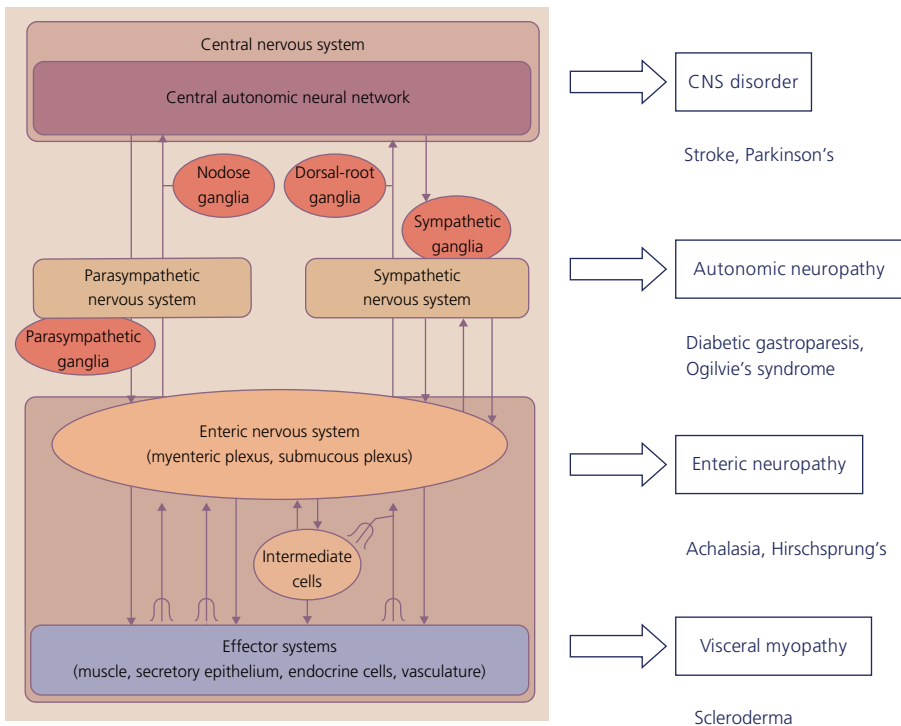 Central nervous system
Central autonomic neural network
Nodose
ganglia
Dorsal-root
ganglia
Sympathetic
ganglia
Parasympathetic
nervous system
Sympathetic
nervous system
Parasympathetic
ganglia
Enteric nervous system
(myenteric plexus, submucous plexus)
Intermediate
cells
Effector systems
(muscle, secretory epithelium, endocrine cells, vasculature)
CNS disorder
Stroke, Parkinson's
Autonomic neuropathy
Diabetic gastroparesis,
Ogilvie's syndrome
Enteric neuropathy
Achalasia, Hirschsprung's
Visceral myopathy
Scleroderma